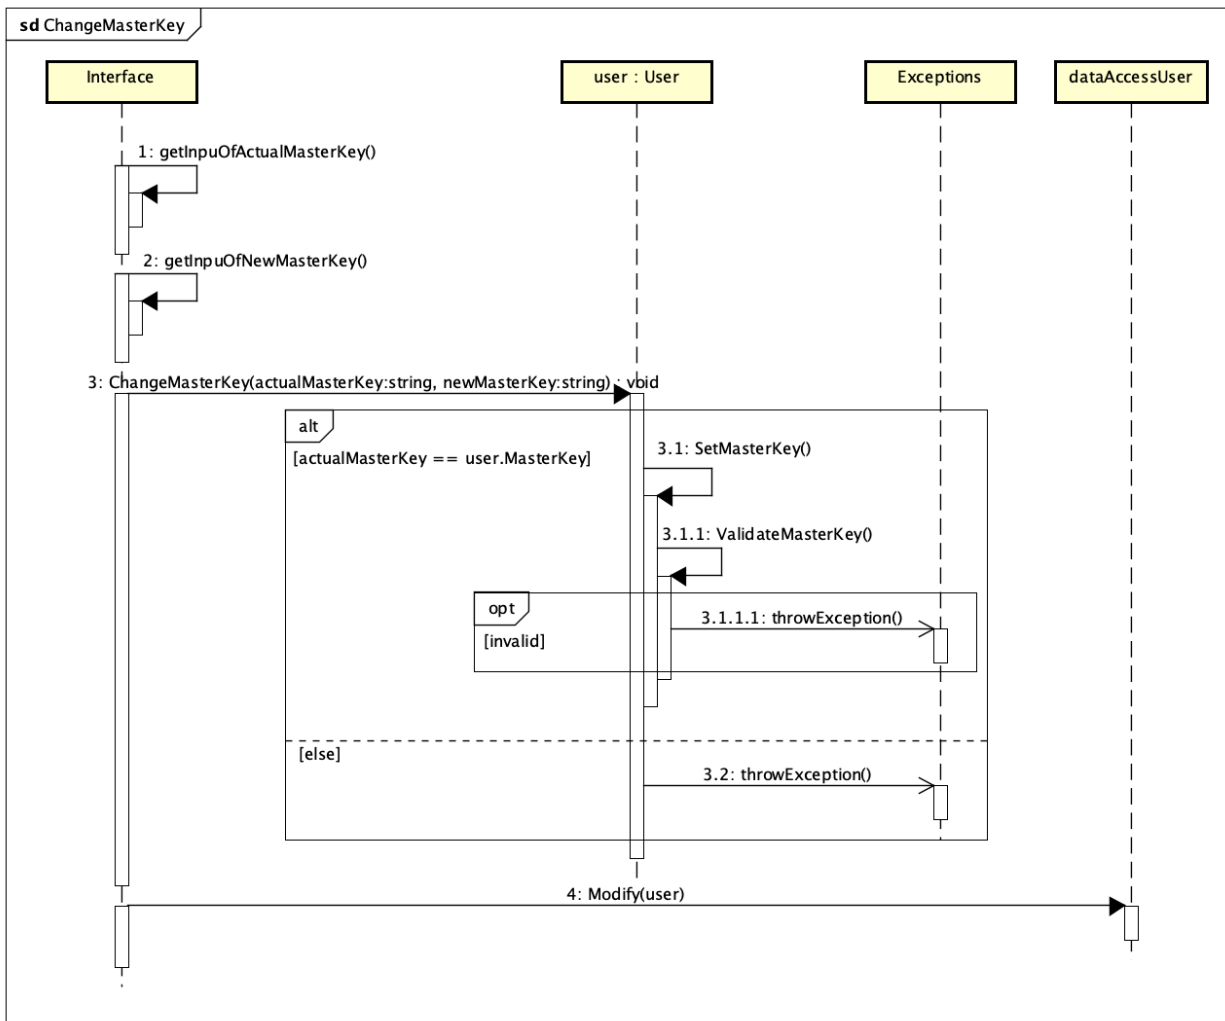 sd ChangeMasterKey
Interface
user : User
Exceptions
dataAccessUser
1: getInpuOfActualMasterKey()
2: getInpuOfNewMasterKey()
3: ChangeMasterKey(actualMasterKey:string, newMasterKey:string) : void
alt
[actualMasterKey == user.MasterKey]
3.1: SetMasterKey()
3.1.1: ValidateMasterKey()
opt
[invalid]
3.1.1.1: throwException()
[else]
3.2: throwException()
4: Modify(user)